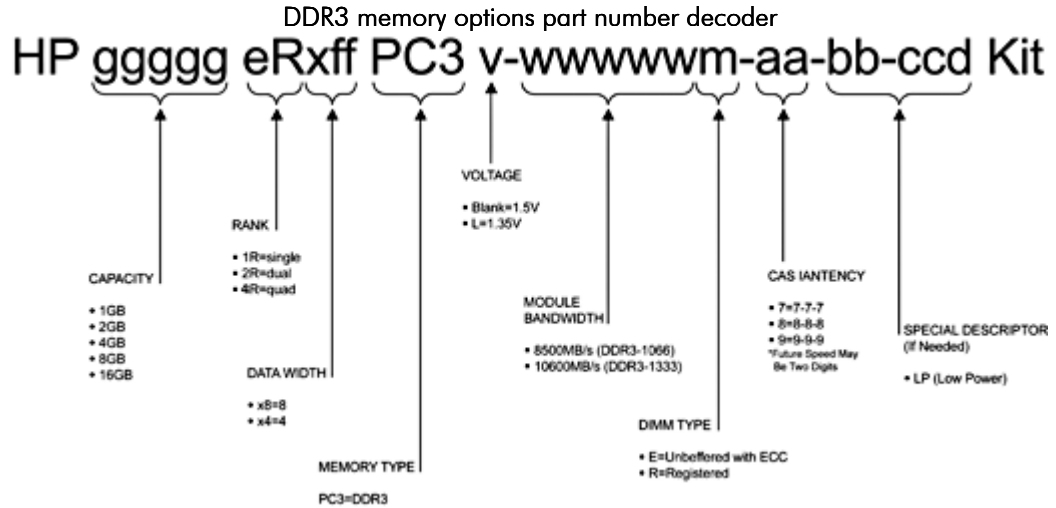 DDR3 memory options part number decoder
HP ggggg eRxff PC3 v-wwwwwm-aa-bb-ccd Kit
VOLTAGE
▪ Blank=1.5V
▪ L=1.35V
RANK
▪ 1R=single
▪ 2R=dual
▪ 4R=quad
CAPACITY
+ 1GB
+ 2GB
+ 4GB
+ 8GB
+ 16GB
CAS IANTENCY
▪ 7=7-7-7
▪ 8=8-8-8
▪ 9=9-9-9
*Future Speed May
Be Two Digits
MODULE
BANDWIDTH
▪ 8500MB/s (DDR3-1066)
▪ 10600MB/s (DDR3-1333)
SPECIAL DESCRIPTOR
(If Needed)
▪ LP (Low Power)
DATA WIDTH
+ x8=8
+ x4=4
DIMM TYPE
▪ E=Unbeffered with ECC
▪ R=Registered
MEMORY TYPE
PC3=DDR3